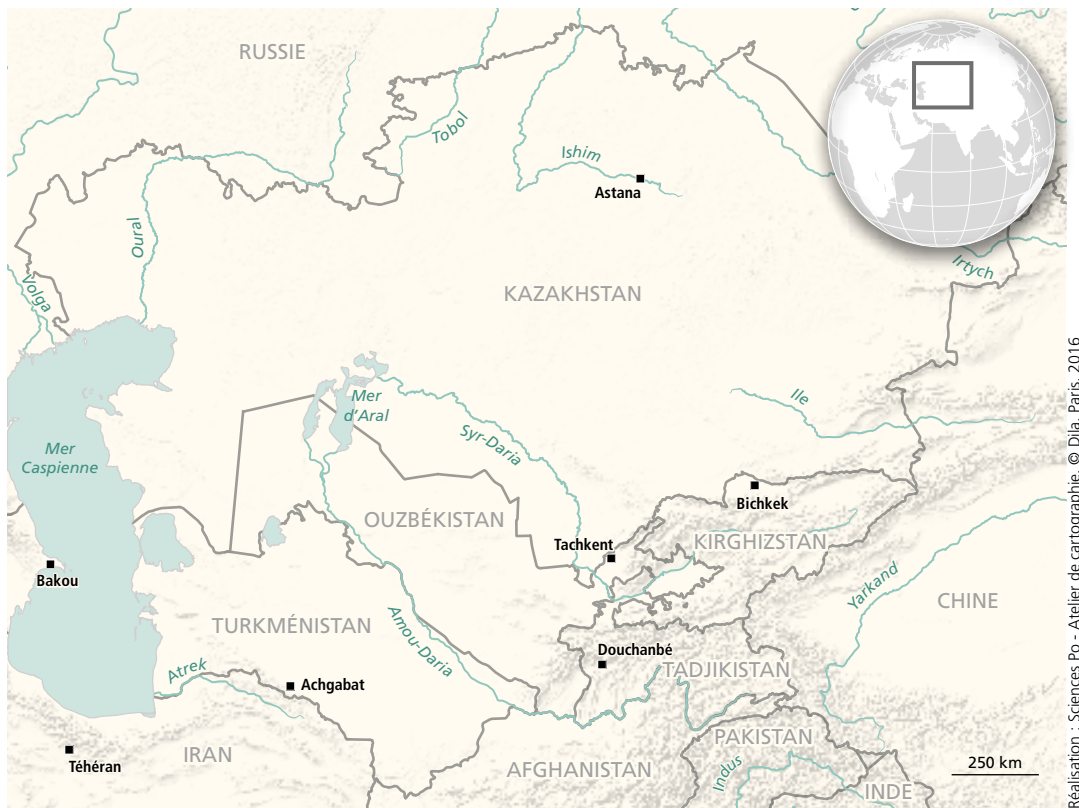 RUSSIE
Tobol
Ishim
Astana
Oural
Volga
Irtych
KAZAKHSTAN
Mer
d'Aral
Ile
Syr-Daria
Mer
Caspienne
Bichkek
OUZBÉKISTAN
Tachkent
KIRGHIZSTAN
Bakou
Yarkand
CHINE
TURKMÉNISTAN
Amou-Daria
Douchanbé
TADJIKISTAN
Atrek
Achgabat
PAKISTAN
IRAN
Téhéran
AFGHANISTAN
Indus
INDE
250 km
Réalisation : Sciences Po - Atelier de cartographie. © Dila, Paris, 2016